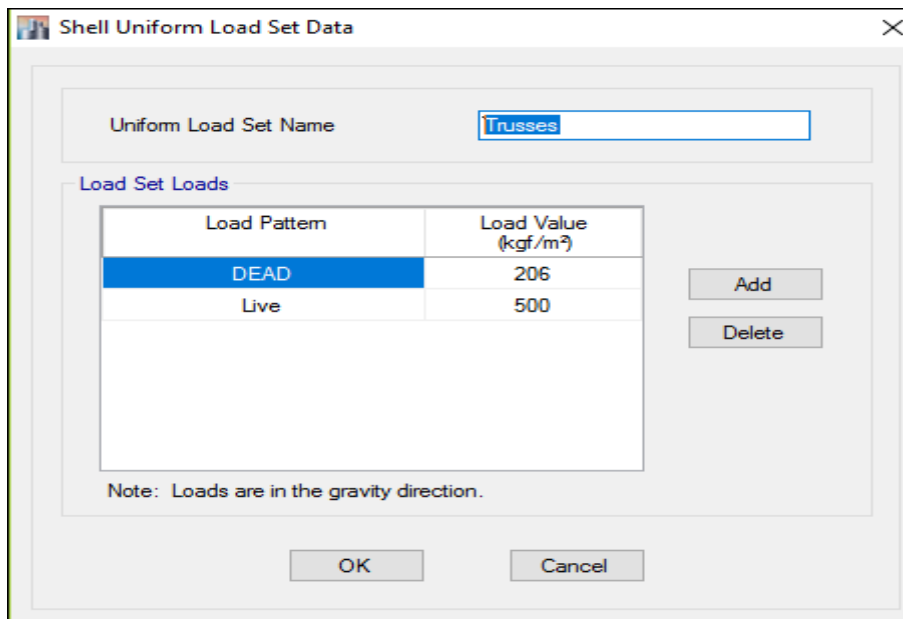 Shell Uniform Load Set Data
Uniform Load Set Name
Trusses
Load Set Loads
Load Pattern
Load Value
(kgf/m²)
DEAD
206
Live
500
Add
Delete
Note: Loads are in the gravity direction.
OK
Cancel